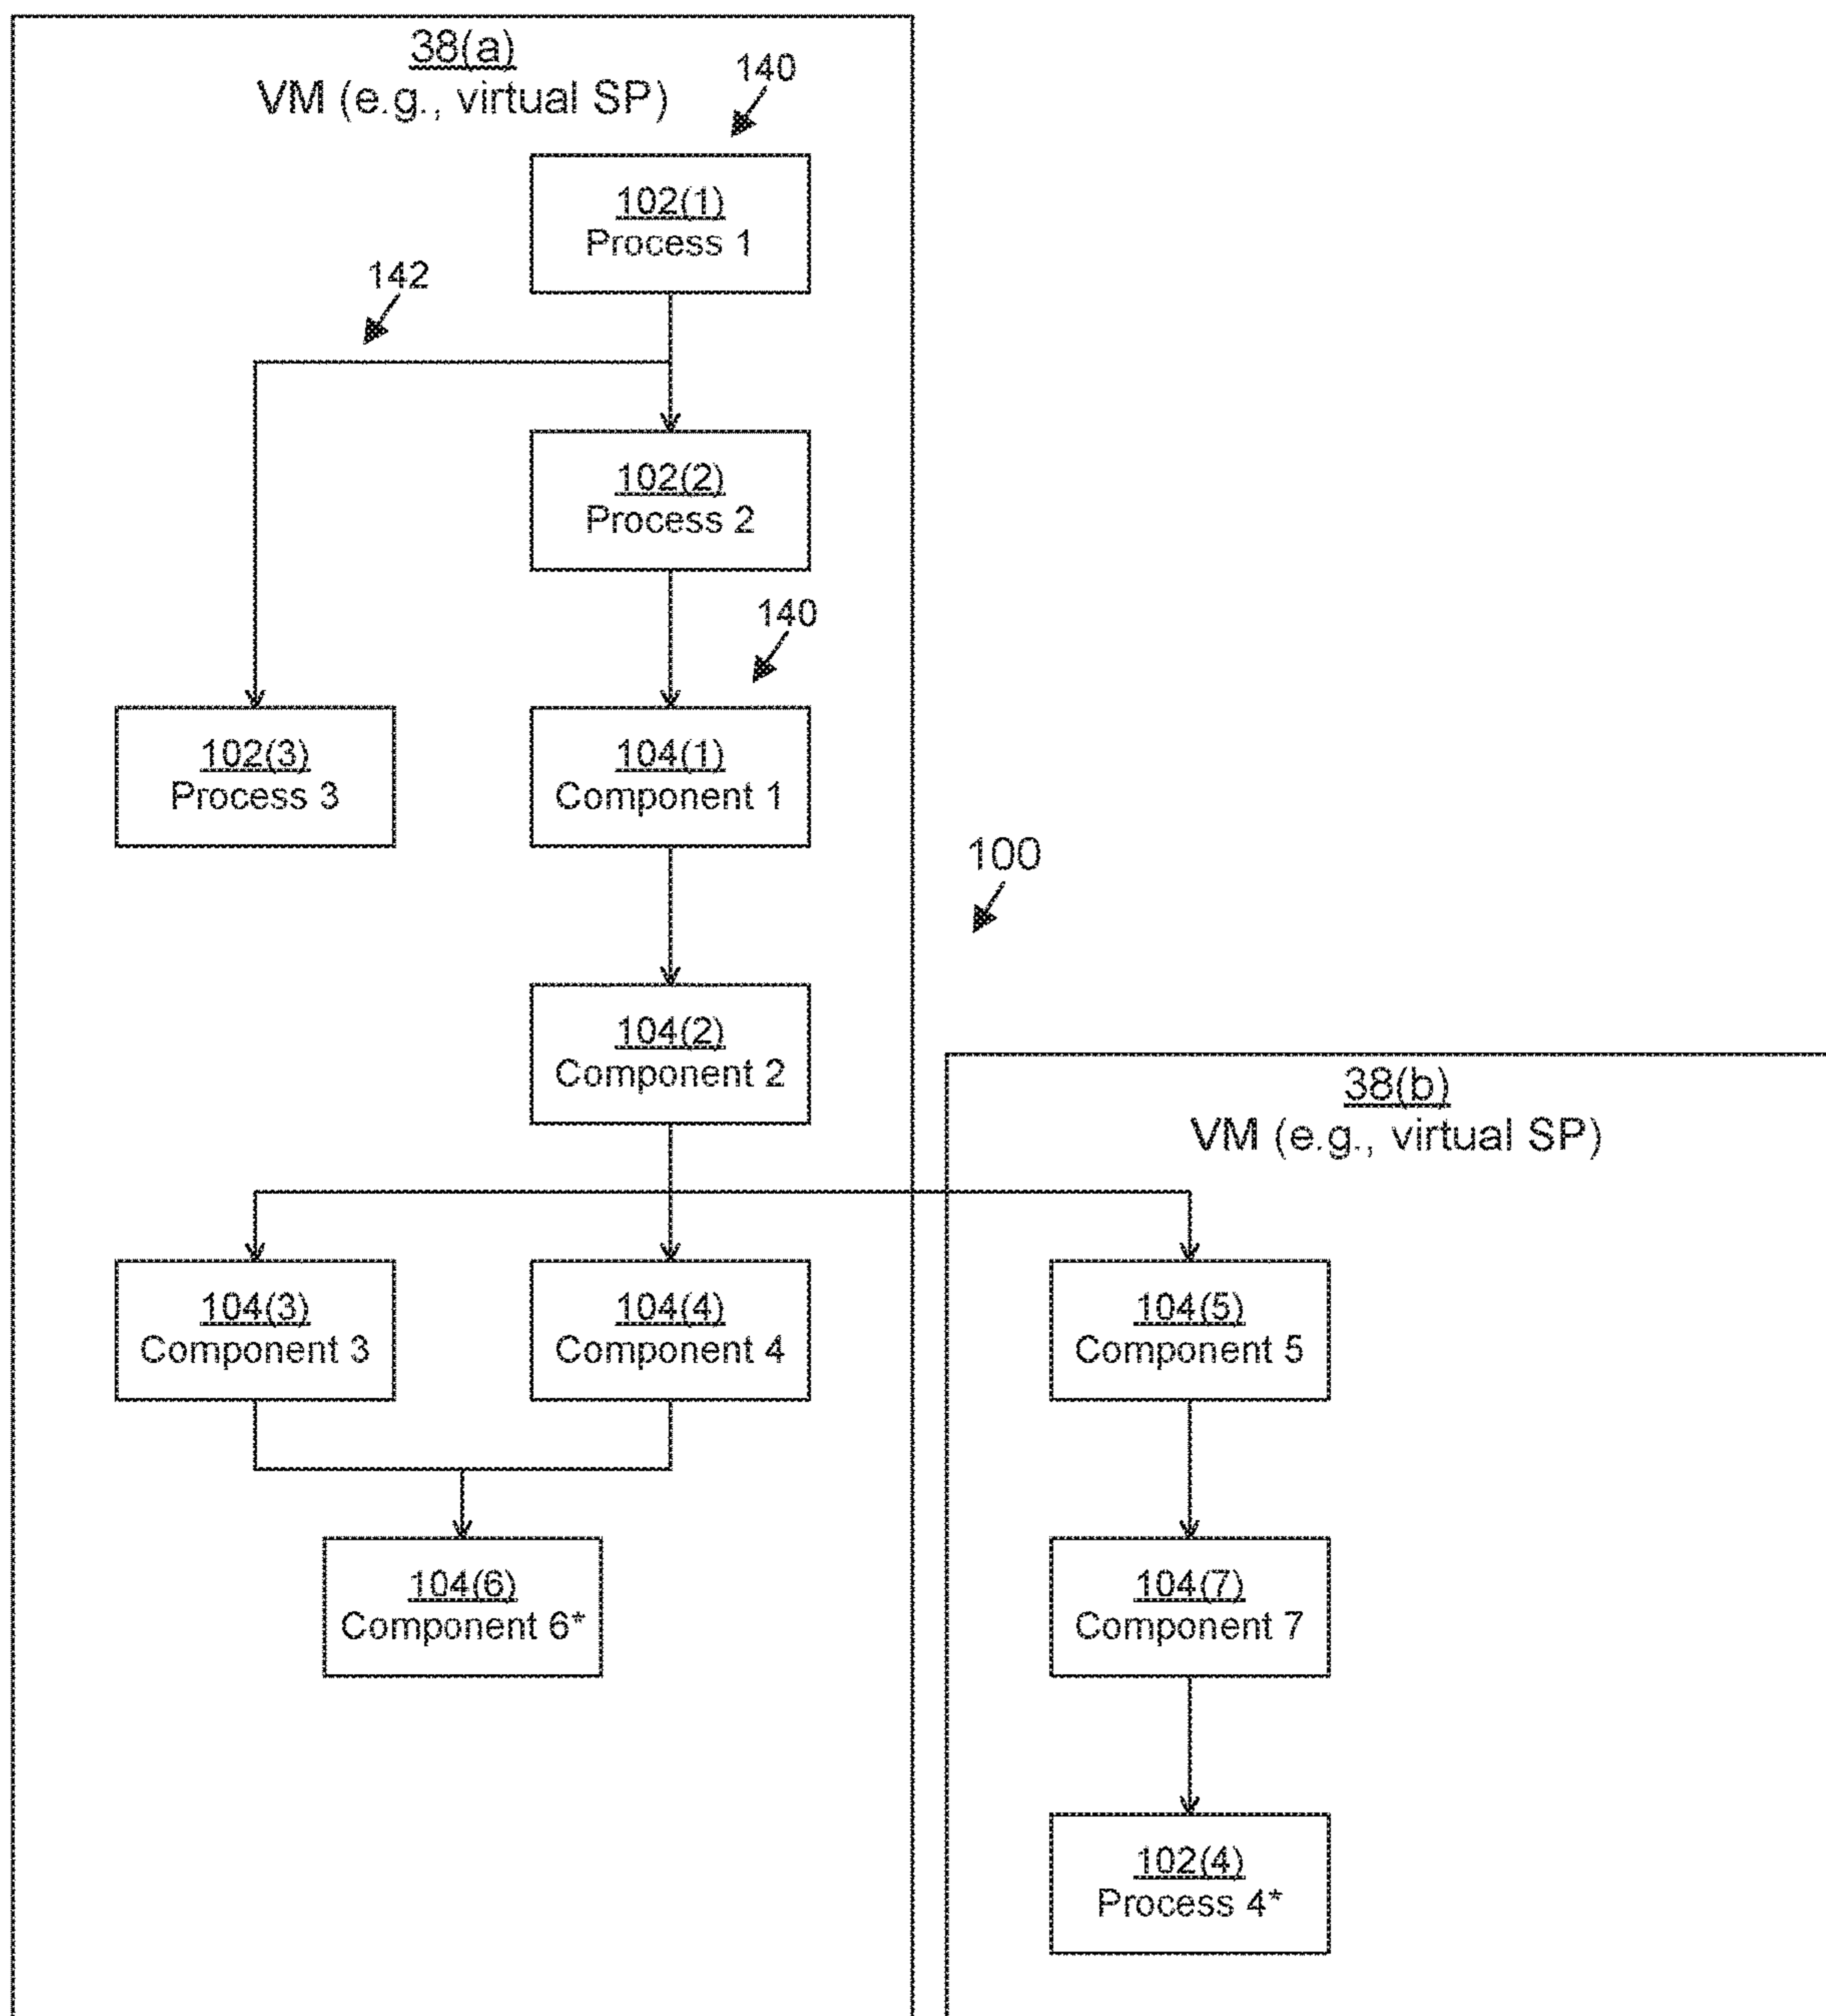 38(a)
VM (e.g., virtual SP)
140
102(1)
Process 1
142
102(2)
Process 2
140
102(3)
Process 3
104(1)
Component 1
100
104(2)
Component 2
38(b)
VM (e.g., virtual SP)
104(3)
Component 3
104(4)
Component 4
104(5)
Component 5
104(6)
Component 6*
104(7)
Component 7
102(4)
Process 4*